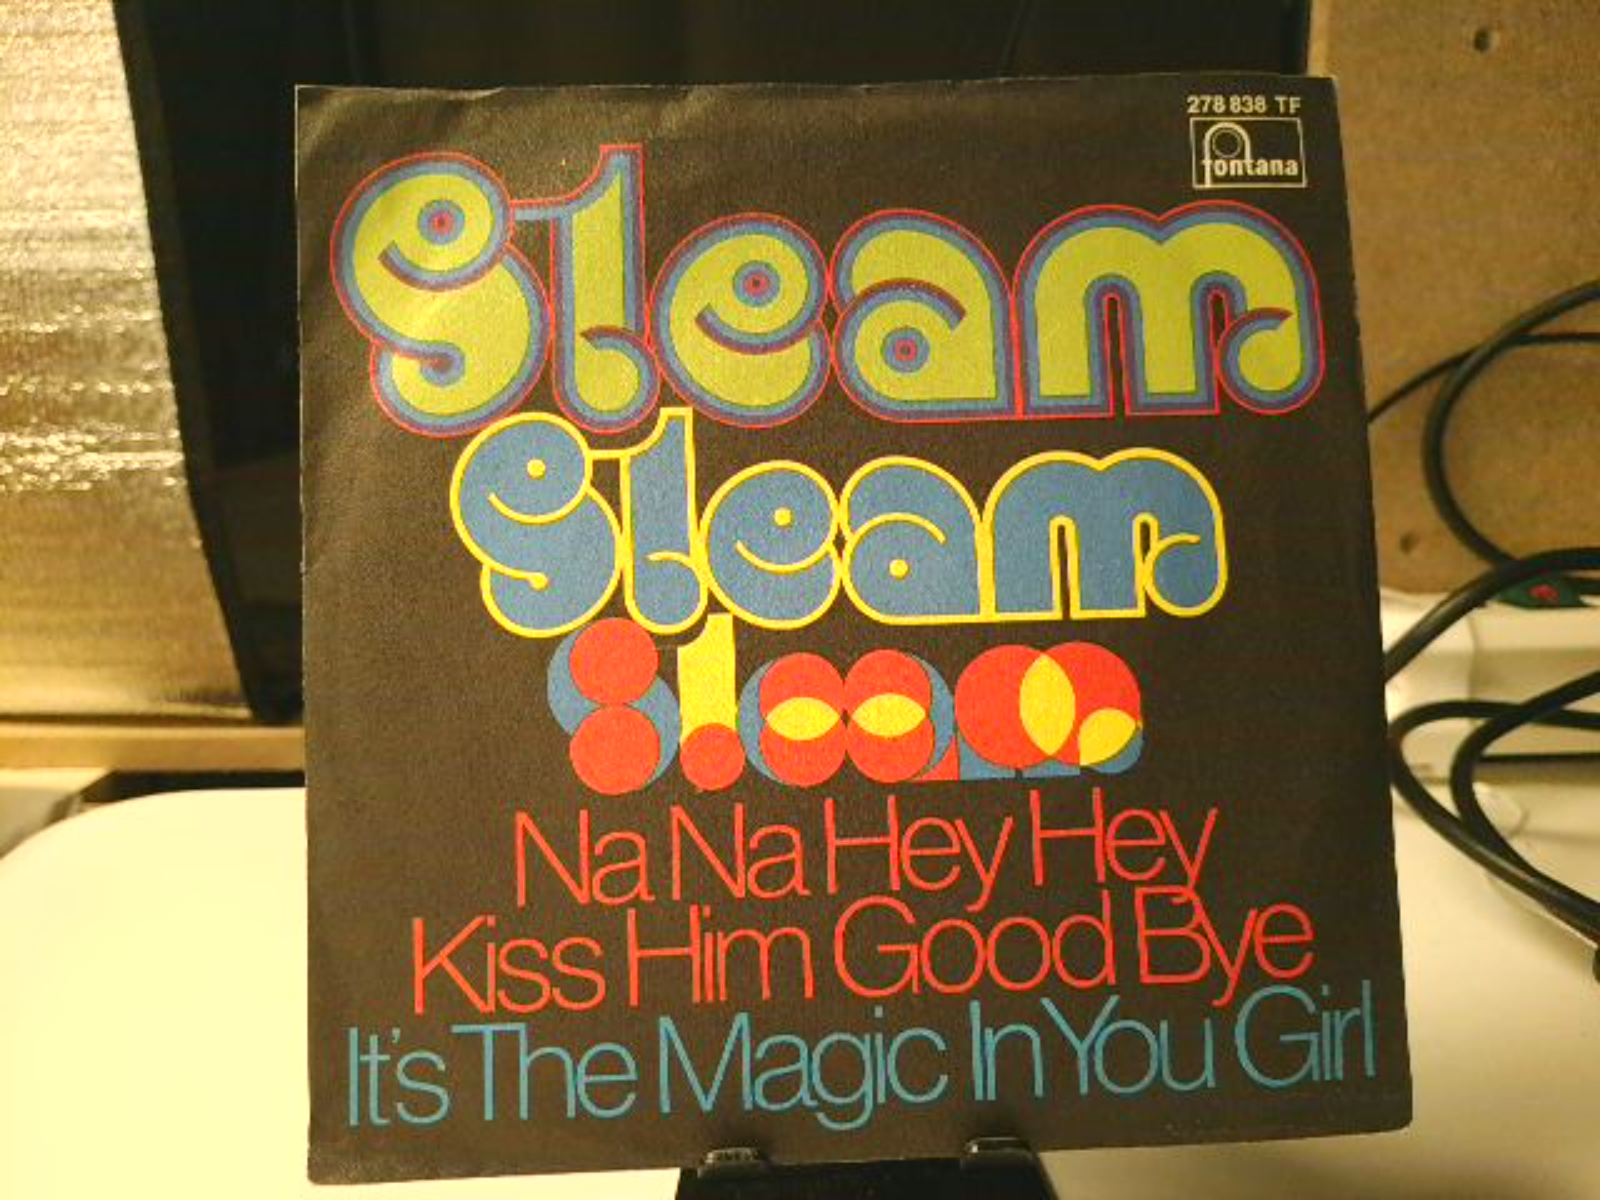 278 838 TF
fontana
Steam
Steam
Steam
Na Na Hey Hey
Kiss Him Good Bye
It's The Magic In You Girl